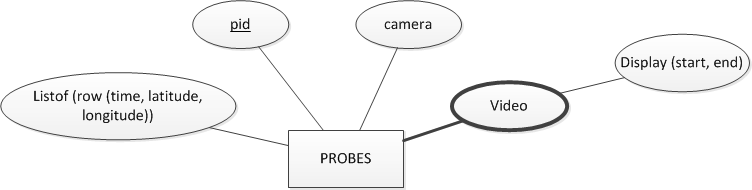 pid
camera
Display (start, end)
Listof (row (time, latitude,
longitude))
Video
PROBES